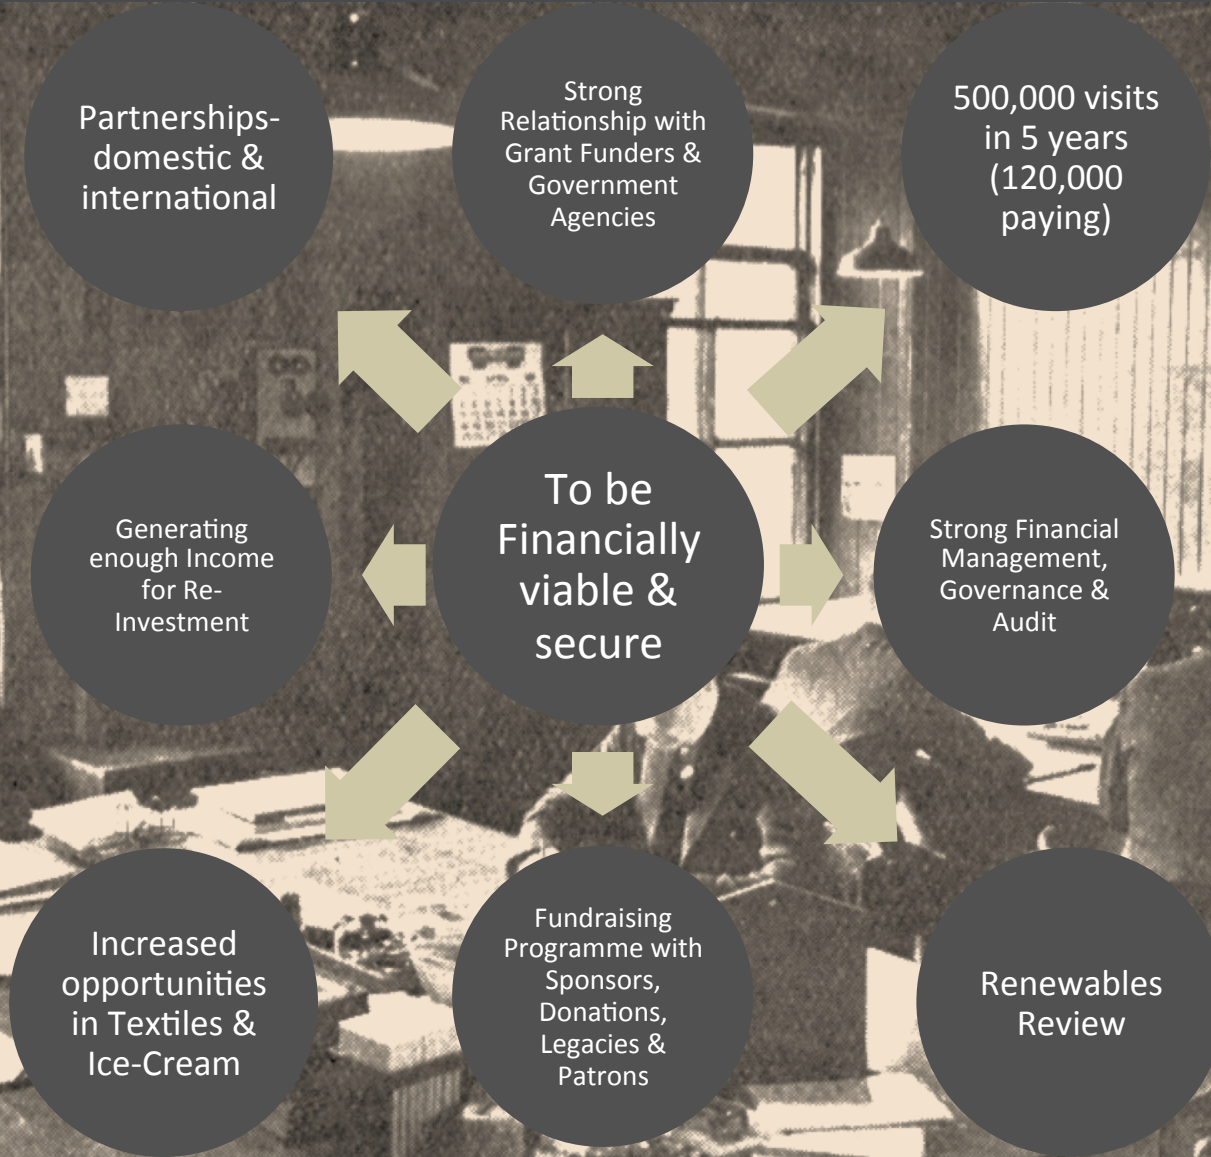 Partnerships-
domestic &
international
Strong
Relationship with
Grant Funders &
Government
Agencies
500,000 visits
in 5 years
(120,000
paying)
Generating
enough Income
for Re-
Investment
To be
Financially
viable &
secure
Strong Financial
Management,
Governance &
Audit
Increased
opportunities
in Textiles &
Ice-Cream
Fundraising
Programme with
Sponsors,
Donations,
Legacies &
Patrons
Renewables
Review